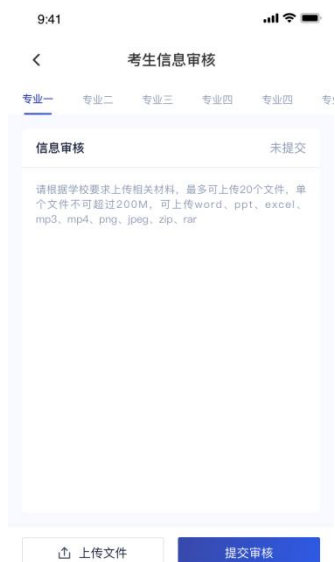 9:41
考生信息审核
专业一 专业二 专业三 专业四 专业四 专
信息审核 未提交
请根据学校要求上传相关材料，最多可上传20个文件，单
个文件不可超过200M，可上传word、ppt、excel、
mp3、mp4、png、jpeg、zip、rar
上传文件 提交审核